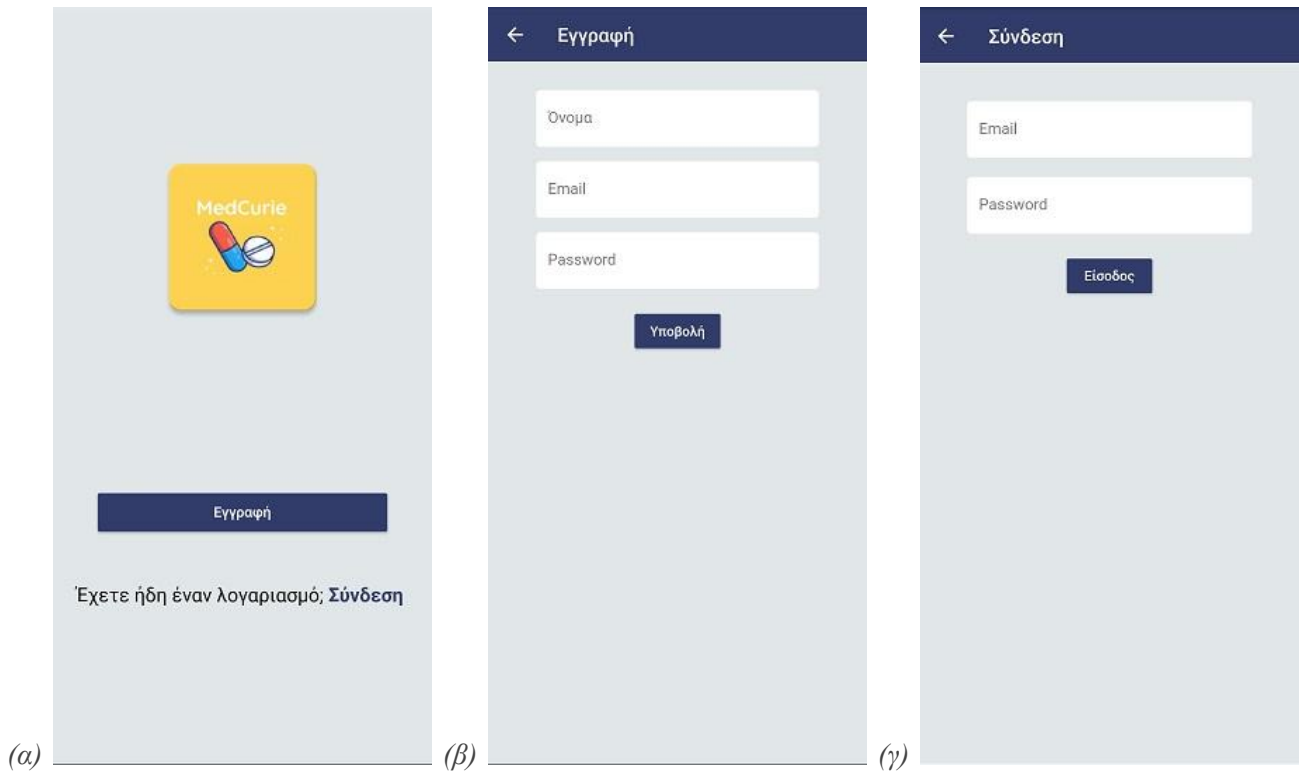 MedCurie
Εγγραφή
Έχετε ήδη έναν λογαριασμό; Σύνδεση
(α)
Εγγραφή
Όνομα
Email
Password
Υποβολή
(β)
Σύνδεση
Email
Password
Είσοδος
(γ)